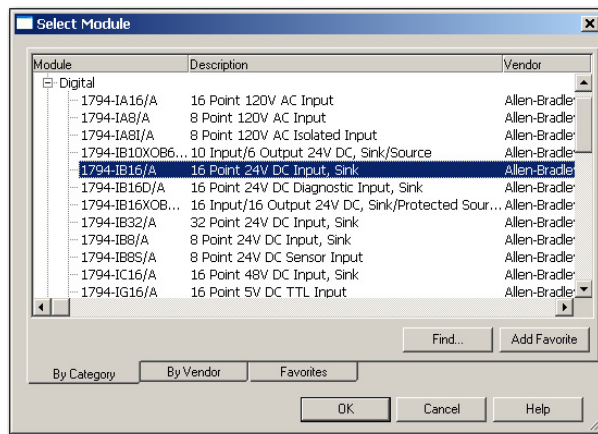 Select Module
Module Description Vendor
Digital
1794-IA16/A 16 Point 120V AC Input Allen-Bradley
1794-IA8/A 8 Point 120V AC Input Allen-Bradley
1794-IA8I/A 8 Point 120V AC Isolated Input Allen-Bradley
1794-IB10XOB6... 10 Input/6 Output 24V DC, Sink/Source Allen-Bradley
1794-IB16/A 16 Point 24V DC Input, Sink Allen-Bradley
1794-IB16D/A 16 Point 24V DC Diagnostic Input, Sink Allen-Bradley
1794-IB16XOB... 16 Input/16 Output 24V DC, Sink/Protected Sour... Allen-Bradley
1794-IB32/A 32 Point 24V DC Input, Sink Allen-Bradley
1794-IB8/A 8 Point 24V DC Input, Sink Allen-Bradley
1794-IB8S/A 8 Point 24V DC Sensor Input Allen-Bradley
1794-IC16/A 16 Point 48V DC Input, Sink Allen-Bradley
1794-IG16/A 16 Point 5V DC TTL Input Allen-Bradley
Find... Add Favorite
By Category By Vendor Favorites
OK Cancel Help